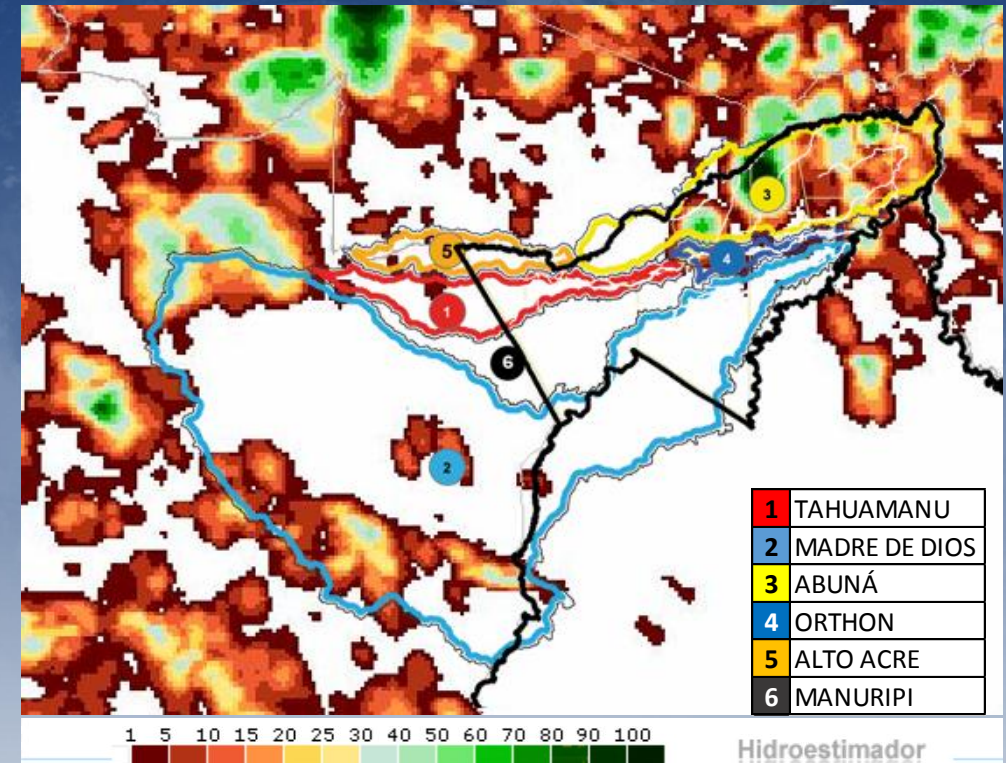 3
5
4
1
6
2
1 TAHUAMANU
2 MADRE DE DIOS
3 ABUNÁ
4 ORTHON
5 ALTO ACRE
6 MANURIPI
1 5 10 15 20 25 30 40 50 60 70 80 90 100
Hidroestimador